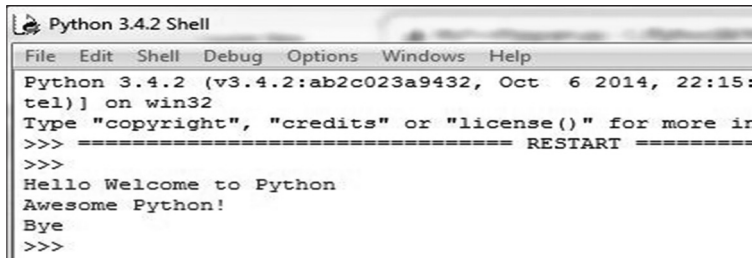 Python 3.4.2 Shell
File Edit Shell Debug Options Windows Help
Python 3.4.2 (v3.4.2:ab2c023a9432, Oct  6 2014, 22:15:
tel)] on win32
Type "copyright", "credits" or "license()" for more in
>>> ================================ RESTART =========
>>>
Hello Welcome to Python
Awesome Python!
Bye
>>>